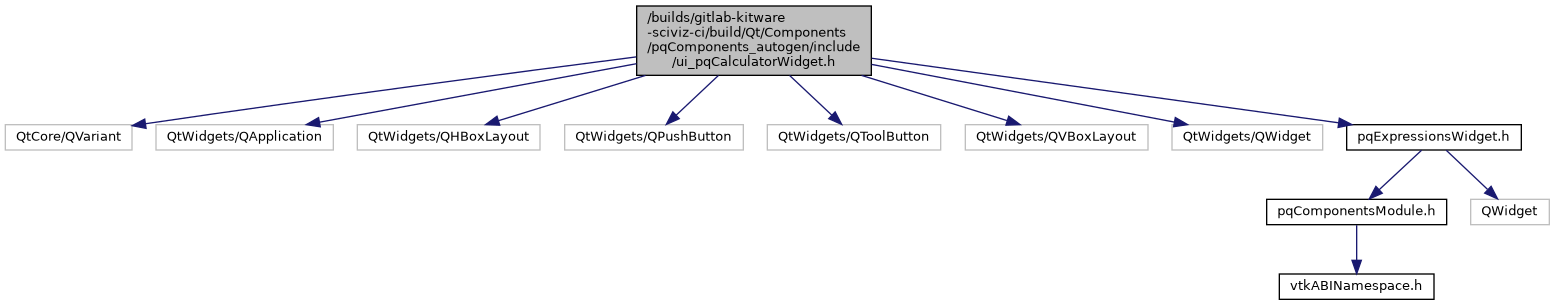 /builds/gitlab-kitware
-sciviz-ci/build/Qt/Components
/pqComponents_autogen/include
/ui_pqCalculatorWidget.h
QtCore/QVariant
QtWidgets/QApplication
QtWidgets/QHBoxLayout
QtWidgets/QPushButton
QtWidgets/QToolButton
QtWidgets/QVBoxLayout
QtWidgets/QWidget
pqExpressionsWidget.h
pqComponentsModule.h
QWidget
vtkABINamespace.h